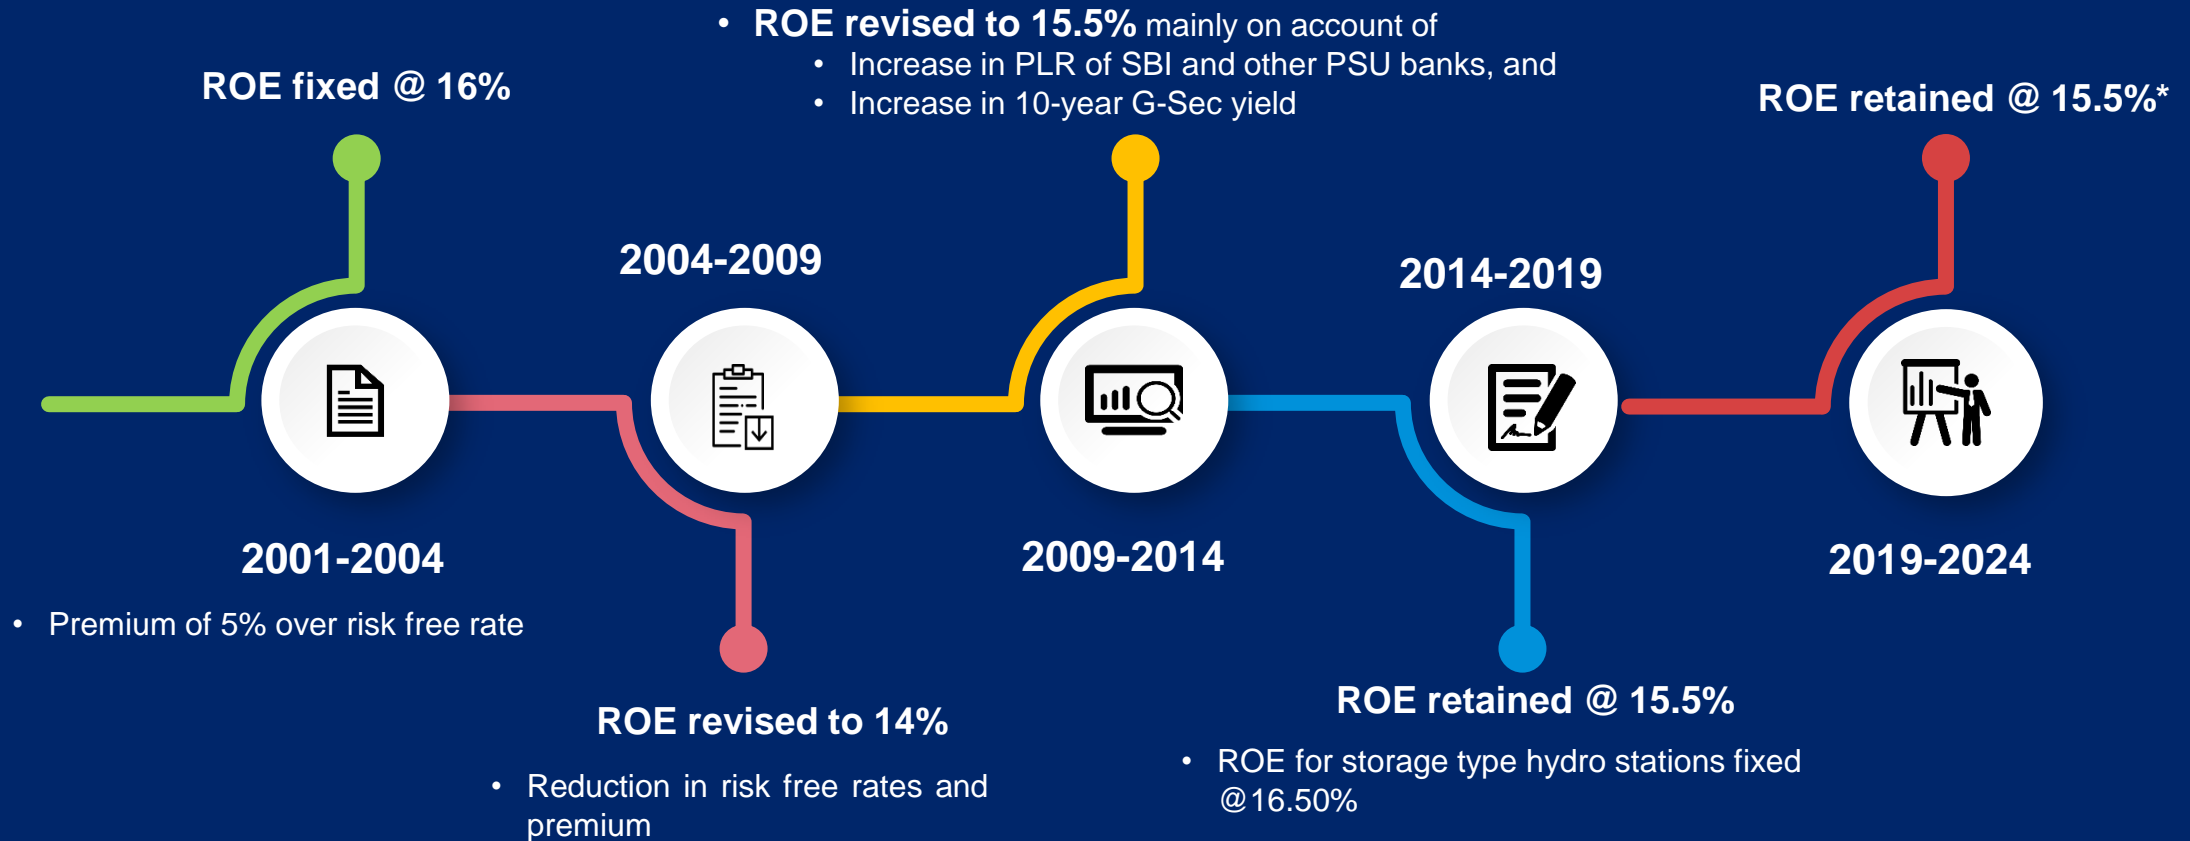 ROE fixed @ 16%
2001-2004
• Premium of 5% over risk free rate
2004-2009
ROE revised to 14%
• Reduction in risk free rates and
premium
• ROE revised to 15.5% mainly on account of
• Increase in PLR of SBI and other PSU banks, and
• Increase in 10-year G-Sec yield
2009-2014
2014-2019
ROE retained @ 15.5%
• ROE for storage type hydro stations fixed
@16.50%
ROE retained @ 15.5%*
2019-2024